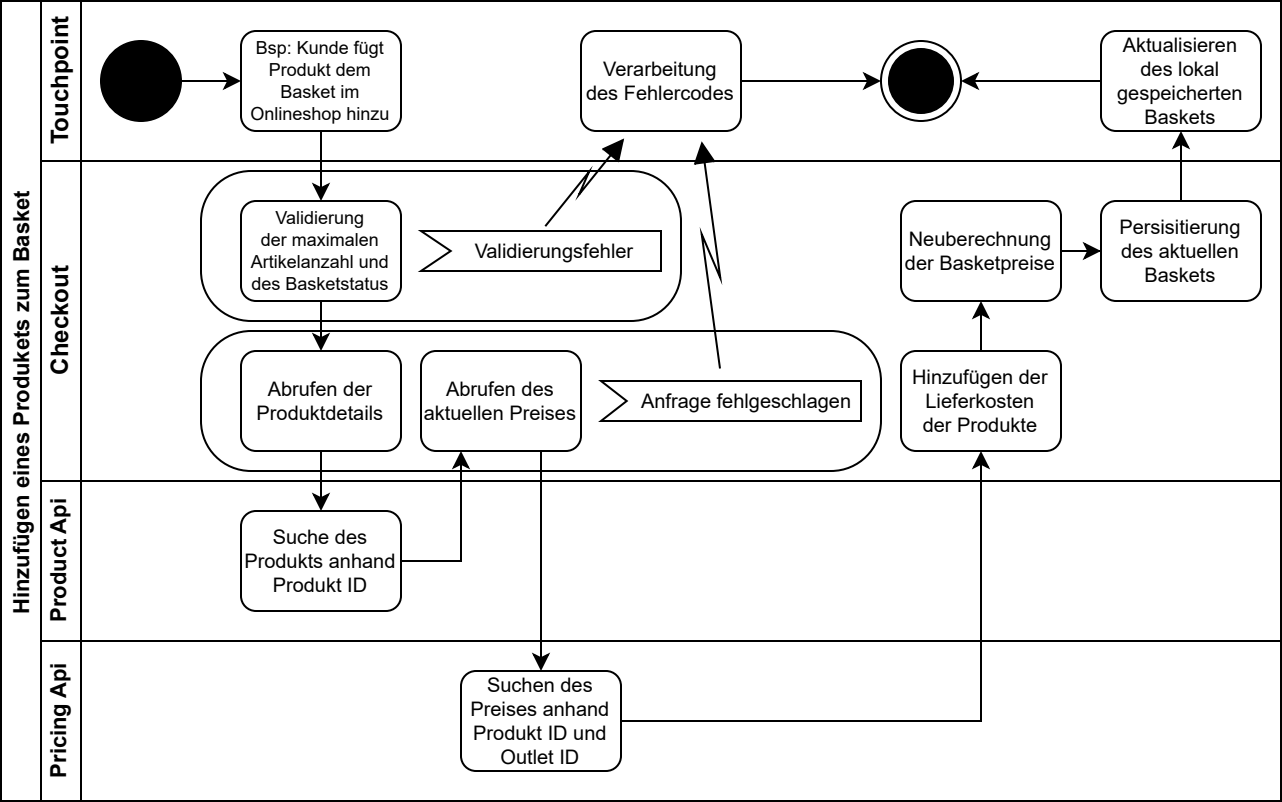 Hinzufügen eines Produkets zum Basket
Touchpoint
Bsp: Kunde fügt
Produkt dem
Basket im
Onlineshop hinzu
Verarbeitung
des Fehlercodes
Aktualisieren
des lokal
gespeicherten
Baskets
Checkout
Validierung
der maximalen
Artikelanzahl und
des Basketstatus
Validierungsfehler
Neuberechnung
der Basketpreise
Persisitierung
des aktuellen
Baskets
Abrufen der
Produktdetails
Abrufen des
aktuellen Preises
Anfrage fehlgeschlagen
Hinzufügen der
Lieferkosten
der Produkte
Product Api
Suche des
Produkts anhand
Produkt ID
Pricing Api
Suchen des
Preises anhand
Produkt ID und
Outlet ID